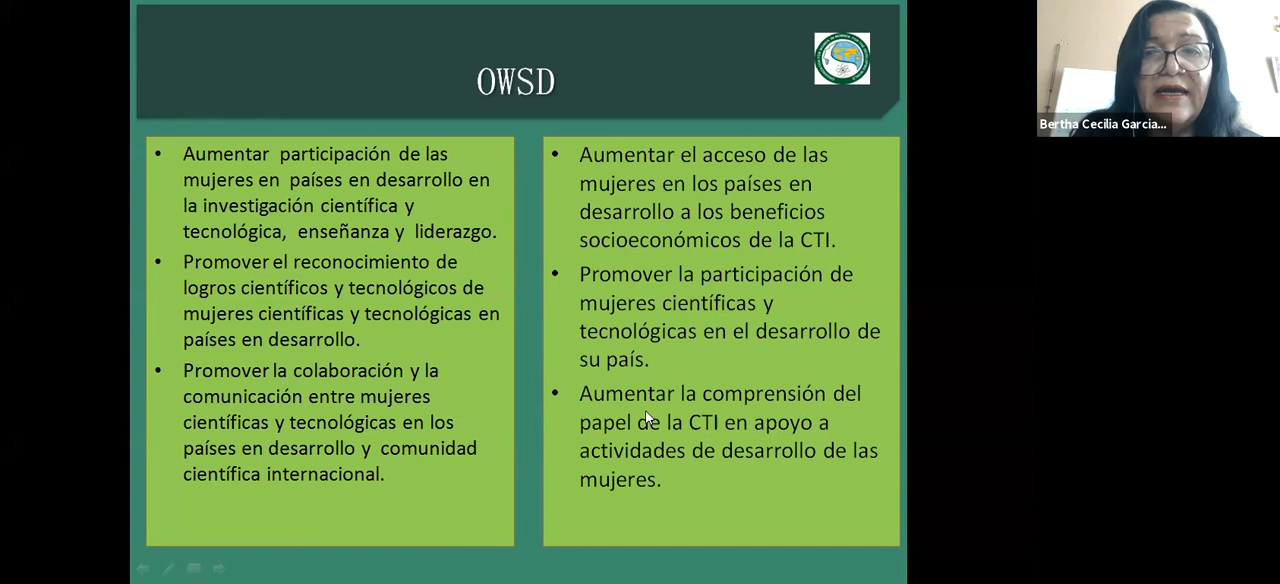 OWSD
• Aumentar participación de las
mujeres en países en desarrollo en
la investigación científica y
tecnológica, enseñanza y liderazgo.
• Promover el reconocimiento de
logros científicos y tecnológicos de
mujeres científicas y tecnológicas en
países en desarrollo.
• Promover la colaboración y la
comunicación entre mujeres
científicas y tecnológicas en los
países en desarrollo y comunidad
científica internacional.
• Aumentar el acceso de las
mujeres en los países en
desarrollo a los beneficios
socioeconómicos de la CTI.
• Promover la participación de
mujeres científicas y
tecnológicas en el desarrollo de
su país.
• Aumentar la comprensión del
papel de la CTI en apoyo a
actividades de desarrollo de las
mujeres.
Bertha Cecilia Garcia...